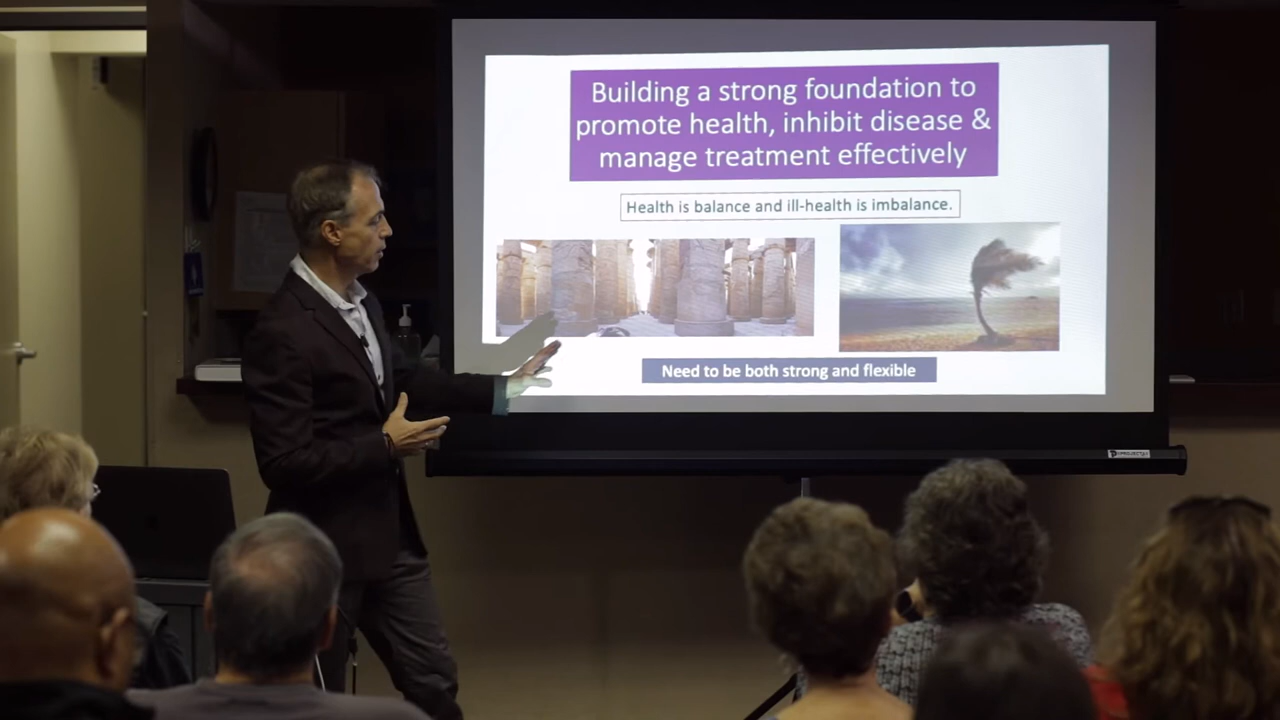 Building a strong foundation to
promote health, inhibit disease &
manage treatment effectively
Health is balance and ill-health is imbalance.
Need to be both strong and flexible